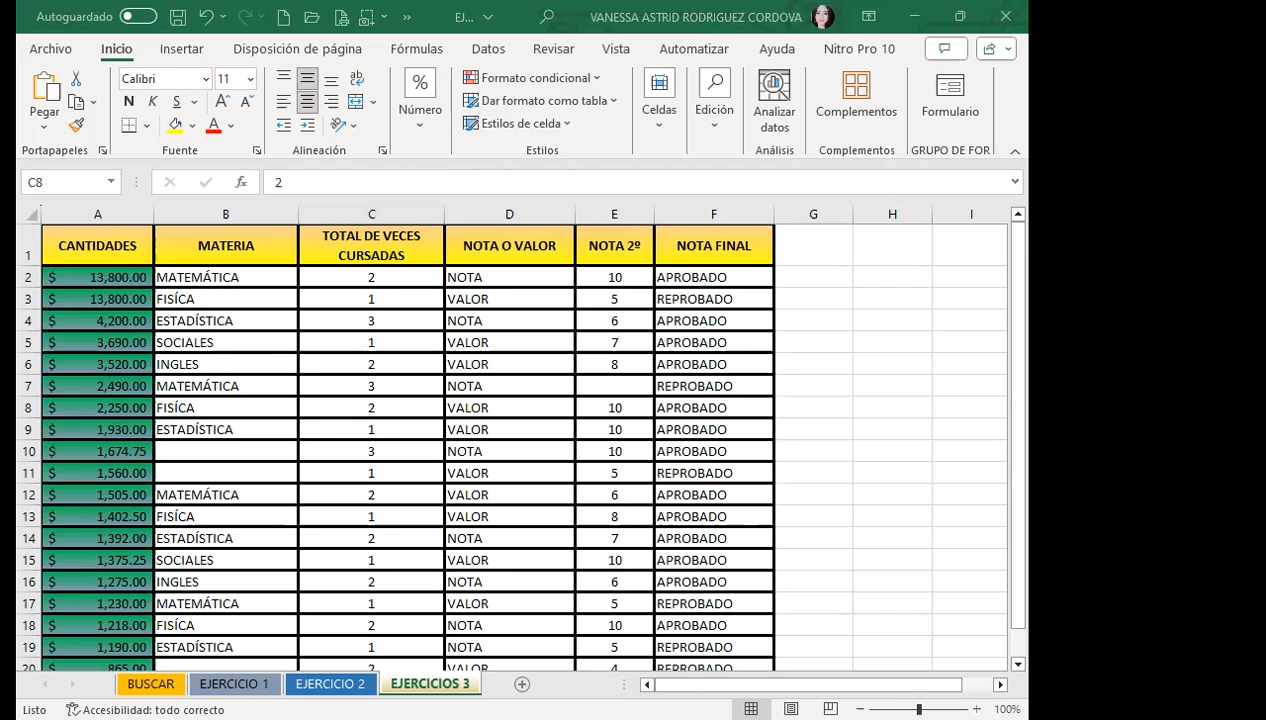 Autoguardado EJ... VANESSA ASTRID RODRIGUEZ CORDOVA
Archivo Inicio Insertar Disposición de página Fórmulas Datos Revisar Vista Automatizar Ayuda Nitro Pro 10
Calibri 11 Formato condicional
Dar formato como tabla
Pegar N K S Número Estilos de celda Celdas Edición Analizar datos Complementos Formulario
Portapapeles Fuente Alineación Estilos Análisis Complementos GRUPO DE FOR
C8 fx 2
A B C D E F G H I
1 CANTIDADES MATERIA TOTAL DE VECES CURSADAS NOTA O VALOR NOTA 2º NOTA FINAL
2 $ 13,800.00 MATEMÁTICA 2 NOTA 10 APROBADO
3 $ 13,800.00 FISÍCA 1 VALOR 5 REPROBADO
4 $ 4,200.00 ESTADÍSTICA 3 NOTA 6 APROBADO
5 $ 3,690.00 SOCIALES 1 VALOR 7 APROBADO
6 $ 3,520.00 INGLES 2 VALOR 8 APROBADO
7 $ 2,490.00 MATEMÁTICA 3 NOTA REPROBADO
8 $ 2,250.00 FISÍCA 2 VALOR 10 APROBADO
9 $ 1,930.00 ESTADÍSTICA 1 VALOR 10 APROBADO
10 $ 1,674.75 3 NOTA 10 APROBADO
11 $ 1,560.00 1 VALOR 5 REPROBADO
12 $ 1,505.00 MATEMÁTICA 2 VALOR 6 APROBADO
13 $ 1,402.50 FISÍCA 1 VALOR 8 APROBADO
14 $ 1,392.00 ESTADÍSTICA 2 NOTA 7 APROBADO
15 $ 1,375.25 SOCIALES 1 VALOR 10 APROBADO
16 $ 1,275.00 INGLES 2 NOTA 6 APROBADO
17 $ 1,230.00 MATEMÁTICA 1 VALOR 5 REPROBADO
18 $ 1,218.00 FISÍCA 2 NOTA 10 APROBADO
19 $ 1,190.00 ESTADÍSTICA 1 NOTA 5 REPROBADO
20 $ 865.00 2 VALOR 4 REPROBADO
BUSCAR EJERCICIO 1 EJERCICIO 2 EJERCICIOS 3
Listo Accesibilidad: todo correcto 100%